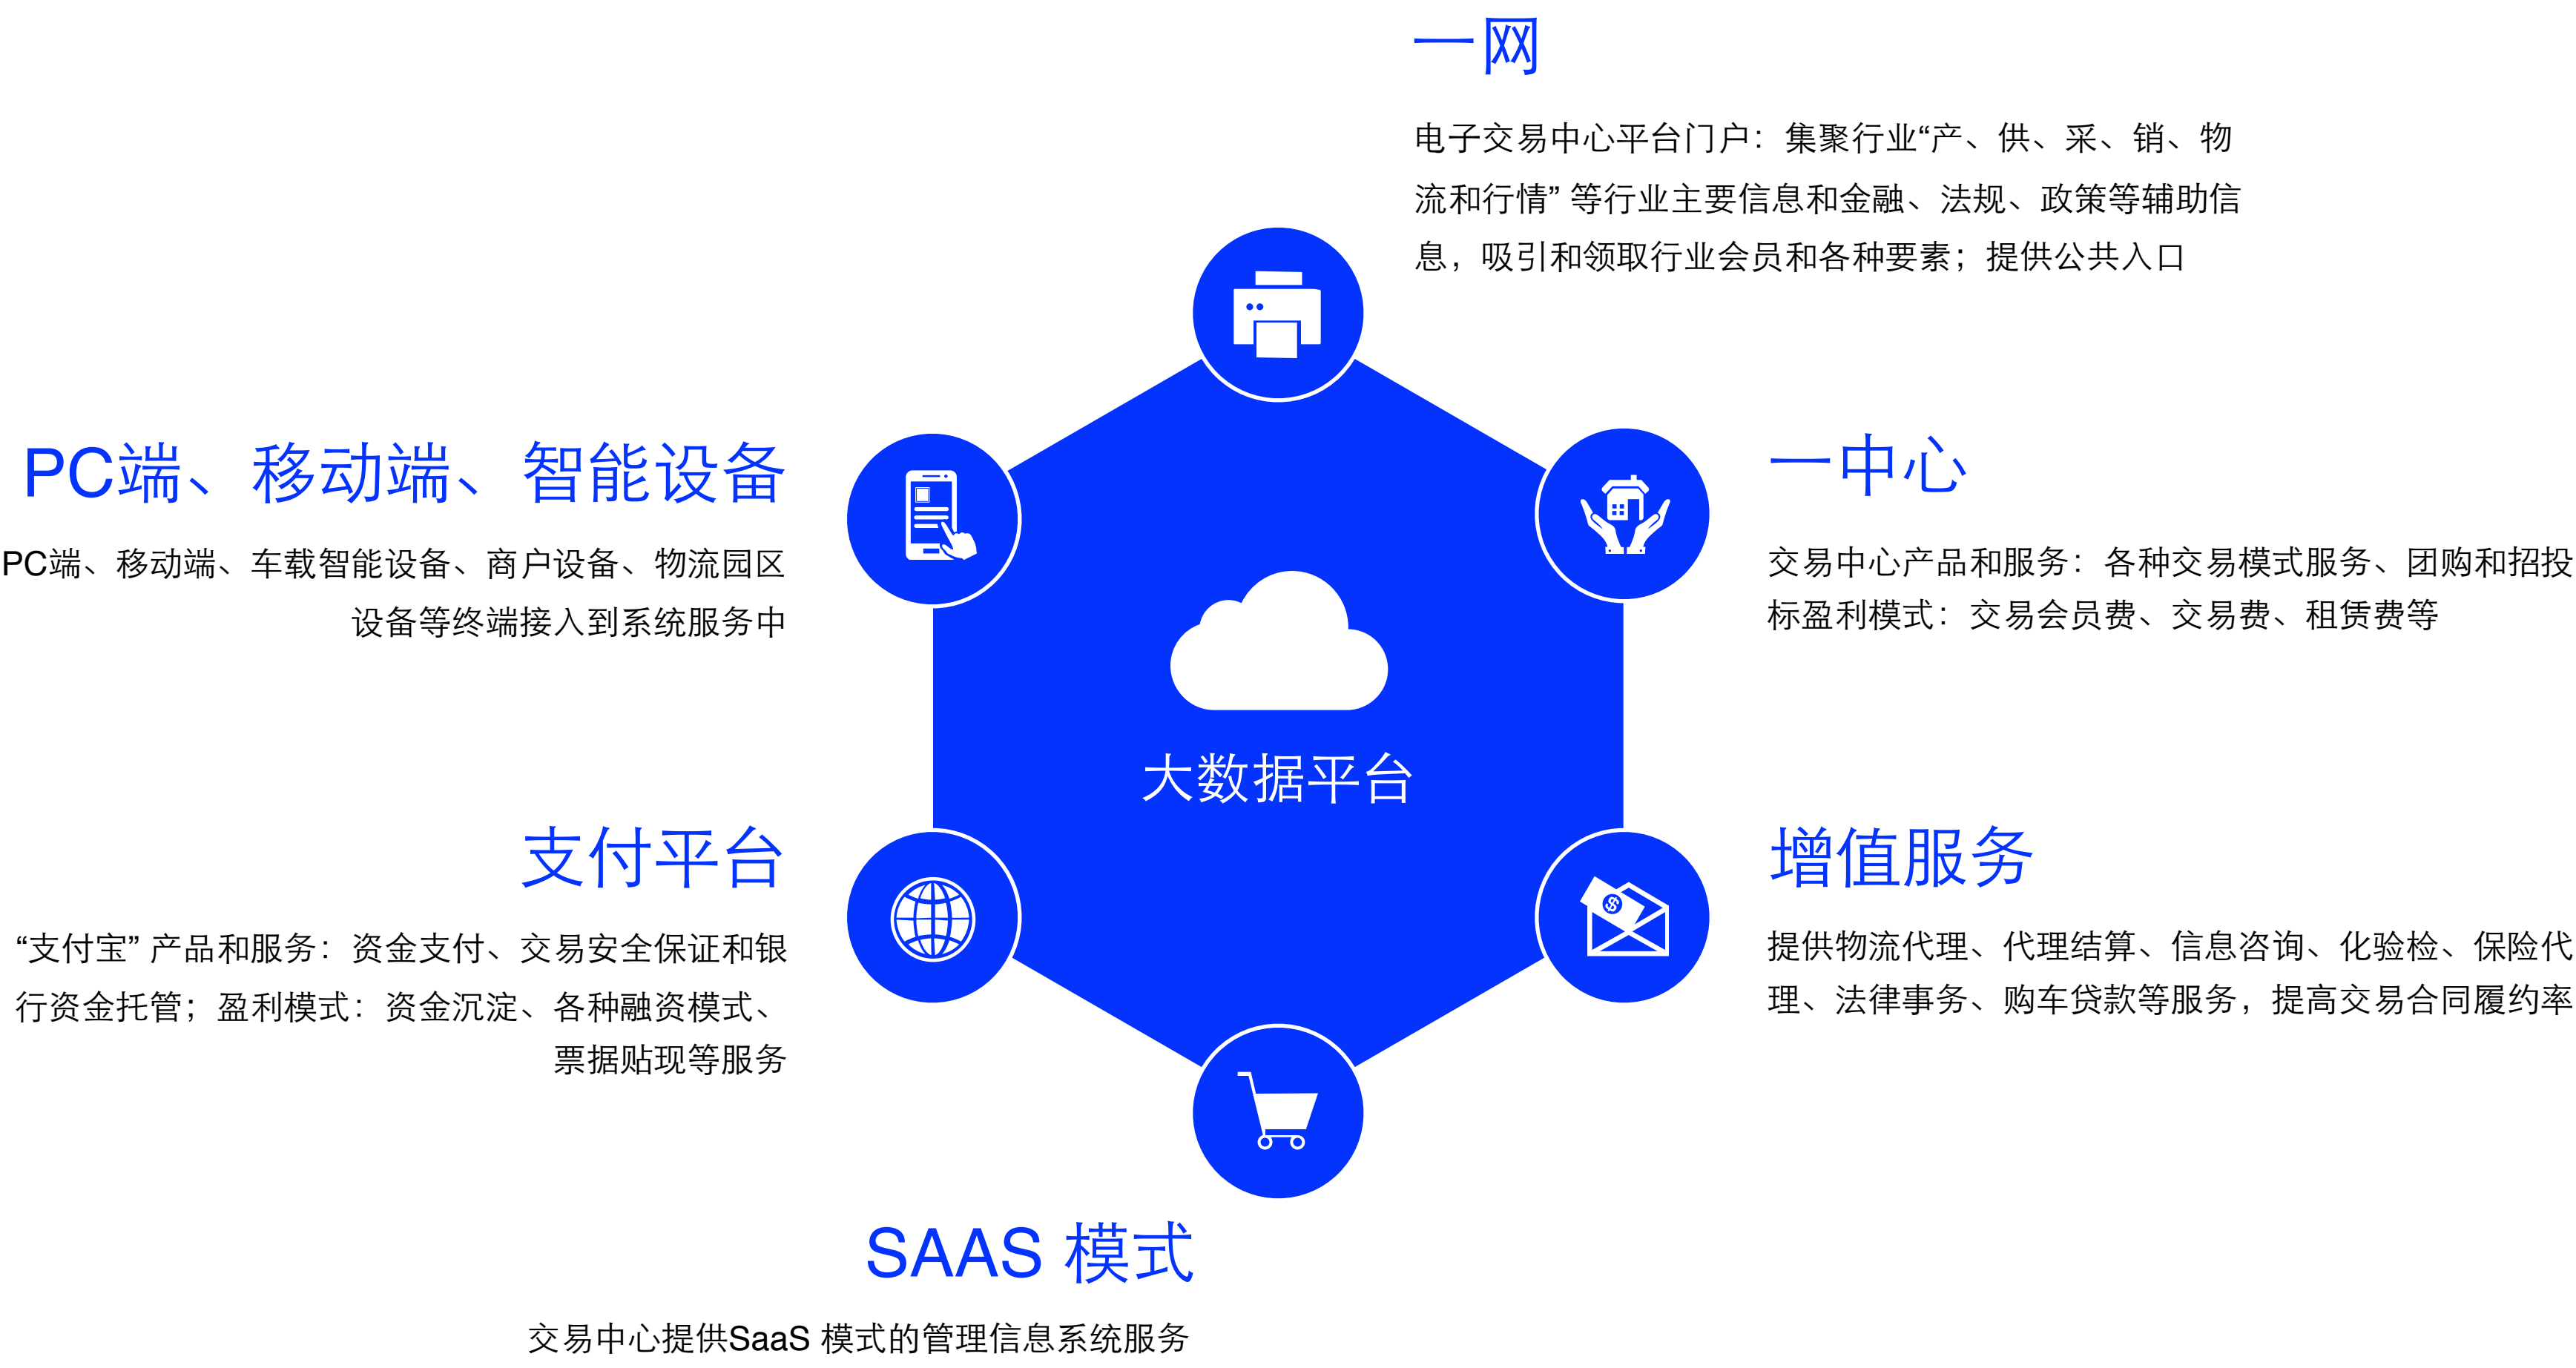 一网
电子交易中心平台门户：集聚行业“产、供、采、销、物
流和行情” 等行业主要信息和金融、法规、政策等辅助信
息，吸引和领取行业会员和各种要素；提供公共入口
PC端、移动端、智能设备
PC端、移动端、车载智能设备、商户设备、物流园区
设备等终端接入到系统服务中
一中心
交易中心产品和服务：各种交易模式服务、团购和招投
标盈利模式：交易会员费、交易费、租赁费等
大数据平台
支付平台
“支付宝” 产品和服务：资金支付、交易安全保证和银
行资金托管；盈利模式：资金沉淀、各种融资模式、
票据贴现等服务
增值服务
提供物流代理、代理结算、信息咨询、化验检、保险代
理、法律事务、购车贷款等服务，提高交易合同履约率
SAAS 模式
交易中心提供SaaS 模式的管理信息系统服务